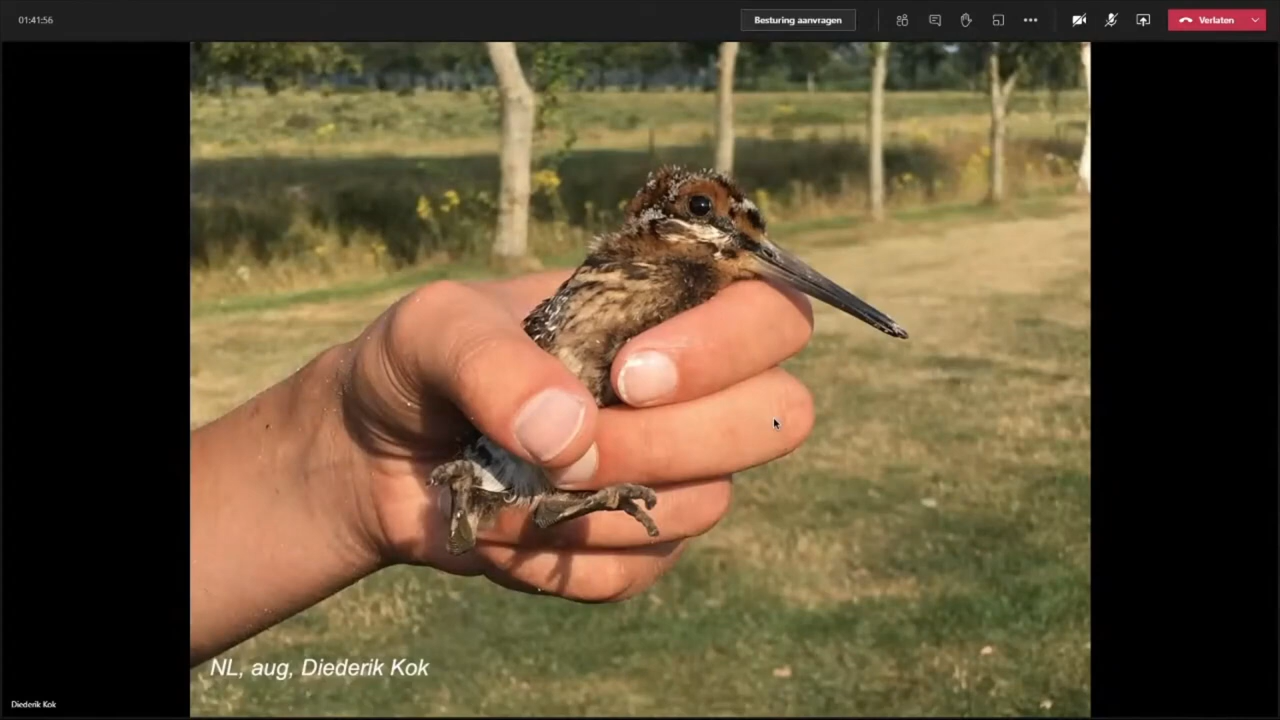 01:41:56
Besturing aanvragen
Verlaten
NL, aug, Diederik Kok
Diederik Kok